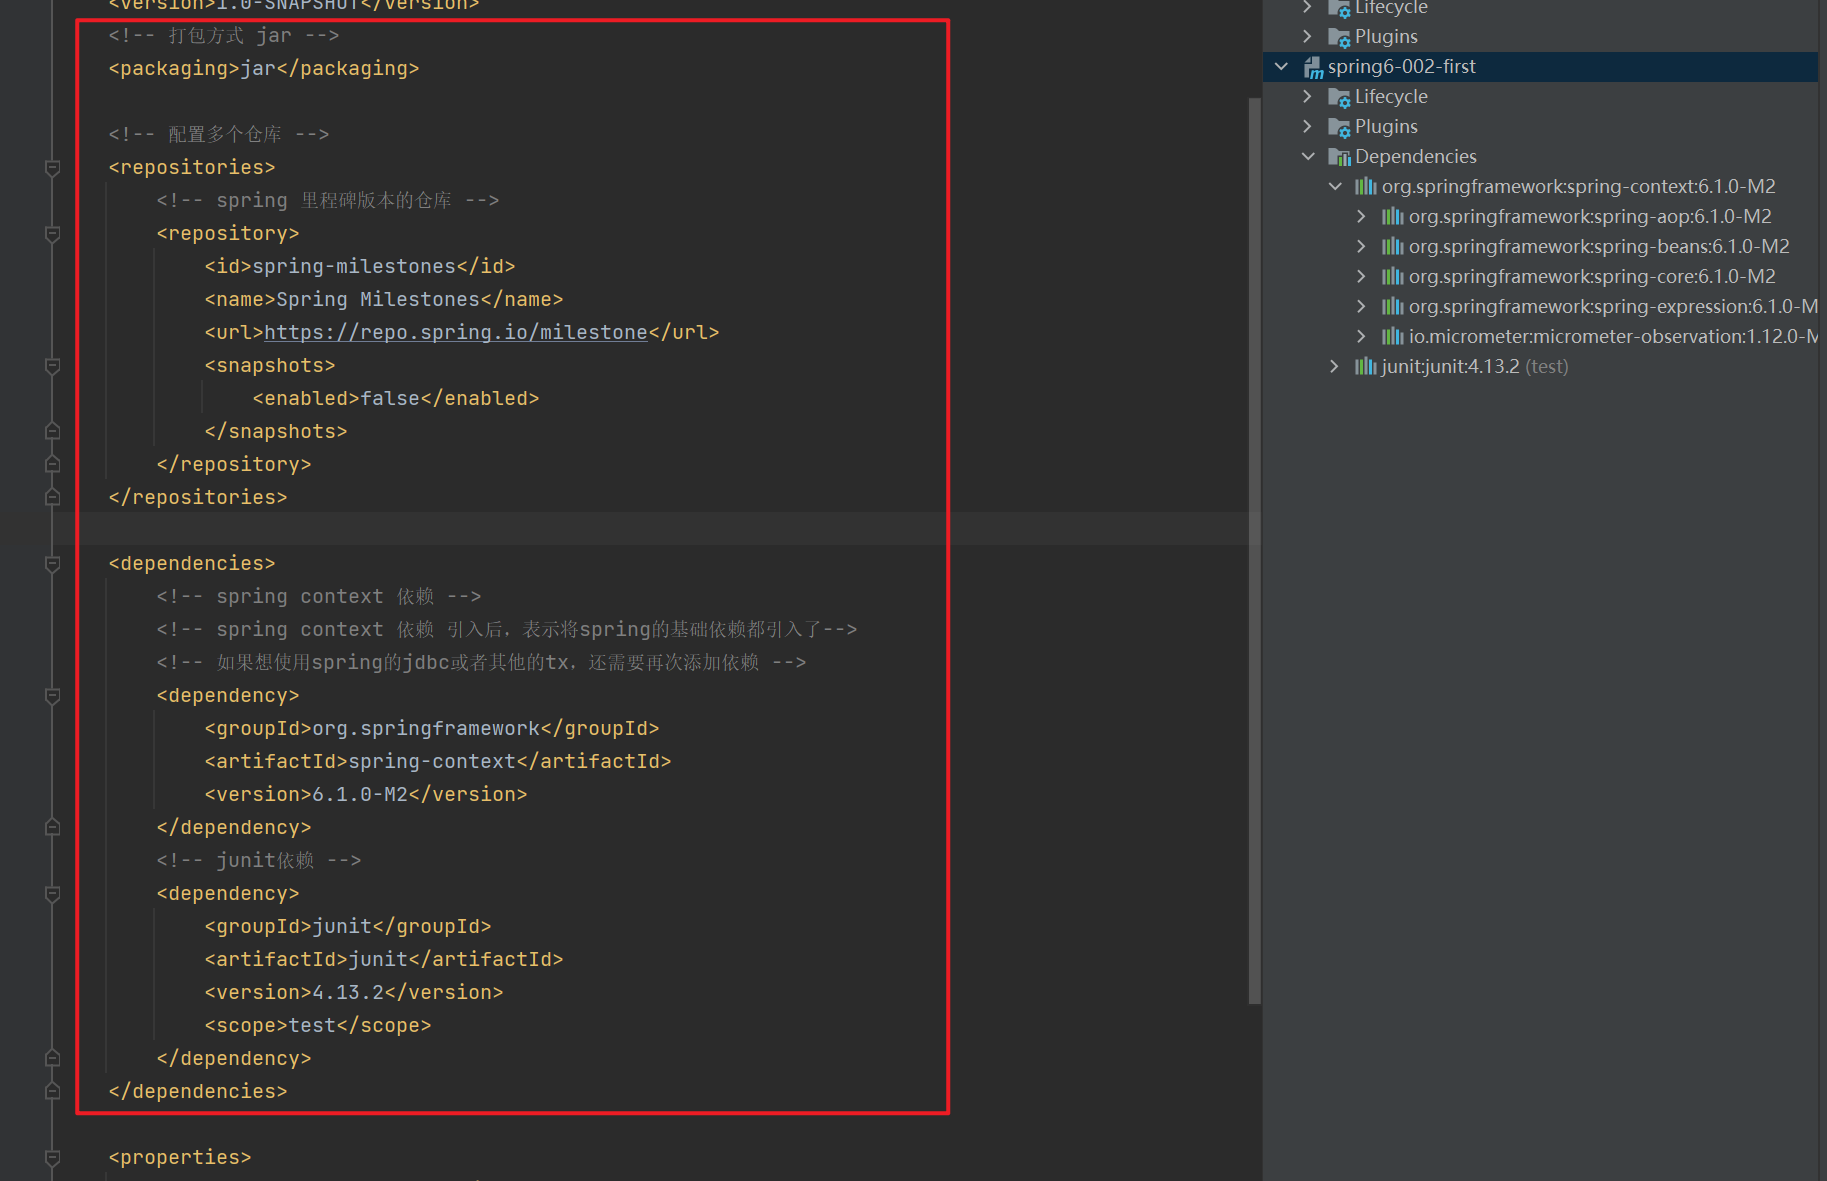 <version>1.0-SNAPSHOT</version>
<!-- 打包方式 jar -->
<packaging>jar</packaging>
<!-- 配置多个仓库 -->
<repositories>
<!-- spring 里程碑版本的仓库 -->
<repository>
<id>spring-milestones</id>
<name>Spring Milestones</name>
<url>https://repo.spring.io/milestone</url>
<snapshots>
<enabled>false</enabled>
</snapshots>
</repository>
</repositories>
<dependencies>
<!-- spring context 依赖 -->
<!-- spring context 依赖 引入后，表示将spring的基础依赖都引入了-->
<!-- 如果想使用spring的jdbc或者其他的tx，还需要再次添加依赖 -->
<dependency>
<groupId>org.springframework</groupId>
<artifactId>spring-context</artifactId>
<version>6.1.0-M2</version>
</dependency>
<!-- junit依赖 -->
<dependency>
<groupId>junit</groupId>
<artifactId>junit</artifactId>
<version>4.13.2</version>
<scope>test</scope>
</dependency>
</dependencies>
<properties>
Lifecycle
Plugins
spring6-002-first
Lifecycle
Plugins
Dependencies
org.springframework:spring-context:6.1.0-M2
org.springframework:spring-aop:6.1.0-M2
org.springframework:spring-beans:6.1.0-M2
org.springframework:spring-core:6.1.0-M2
org.springframework:spring-expression:6.1.0-M
io.micrometer:micrometer-observation:1.12.0-M
junit:junit:4.13.2 (test)